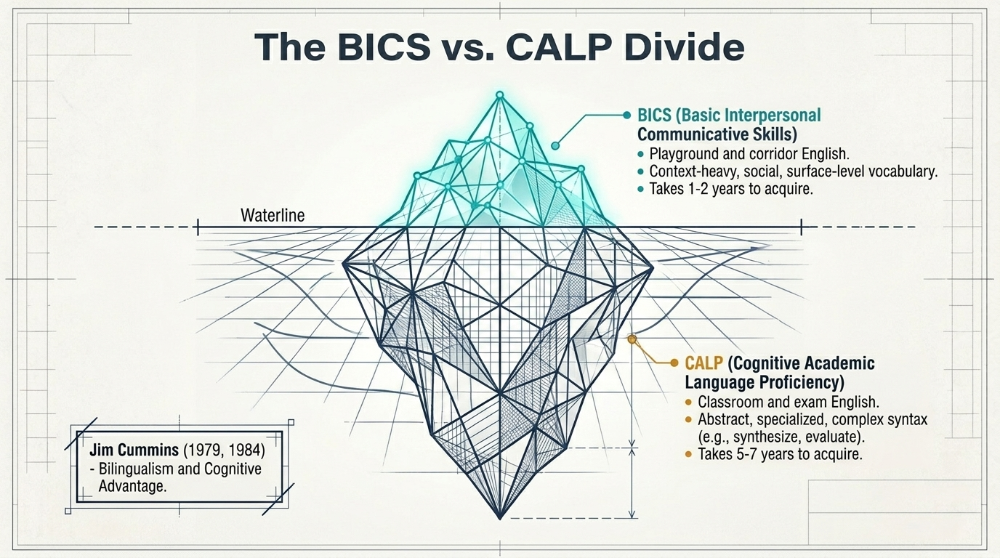 The BICS vs. CALP Divide
BICS (Basic Interpersonal
Communicative Skills)
• Playground and corridor English.
• Context-heavy, social, surface-level vocabulary.
• Takes 1-2 years to acquire.
Waterline
CALP (Cognitive Academic
Language Proficiency)
• Classroom and exam English.
• Abstract, specialized, complex syntax
(e.g., synthesize, evaluate).
• Takes 5-7 years to acquire.
Jim Cummins (1979, 1984)
- Bilingualism and Cognitive
Advantage.